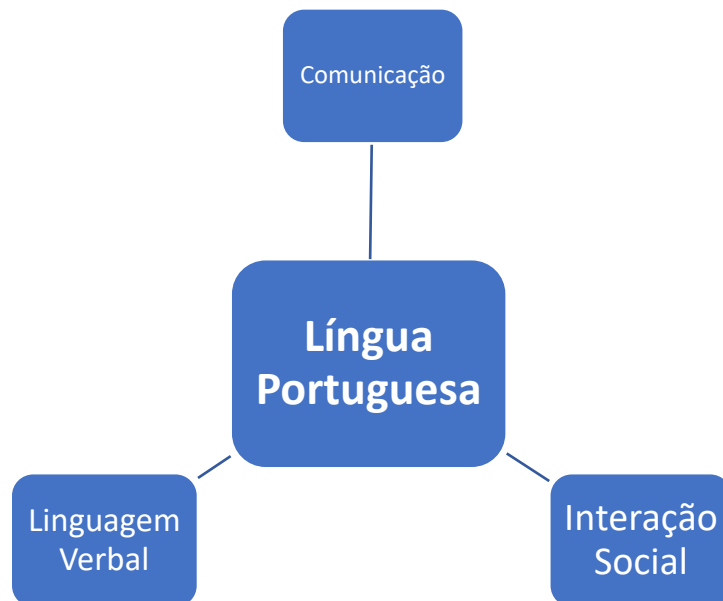 Comunicação
Língua
Portuguesa
Linguagem
Verbal
Interação
Social